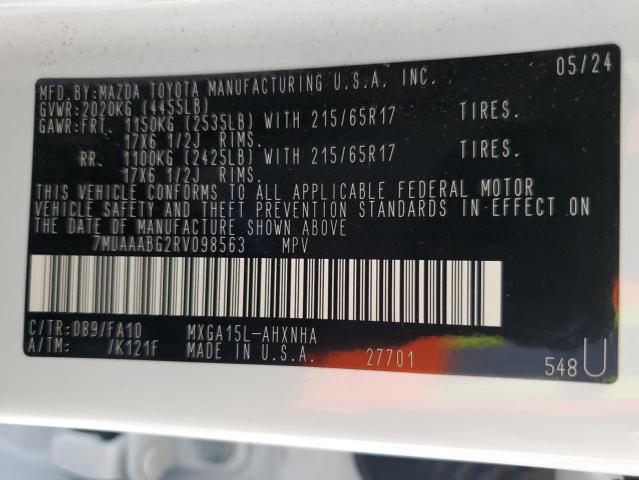 MFD.BY:MAZDA TOYOTA MANUFACTURING U.S.A. INC. 05/24
GVWR:2020KG (4455LB)
GAWR:FRT. 1150KG (2535LB) WITH 215/65R17 TIRES.
17X6 1/2J RIMS.
RR. 1100KG (2425LB) WITH 215/65R17 TIRES.
17X6 1/2J RIMS.
THIS VEHICLE CONFORMS TO ALL APPLICABLE FEDERAL MOTOR
VEHICLE SAFETY AND THEFT PREVENTION STANDARDS IN EFFECT ON
THE DATE OF MANUFACTURE SHOWN ABOVE
7MUAAABG2RV098563 MPV
C/TR:089/FA10 MXGA15L-AHXNHA
A/TM: /K121F MADE IN U.S.A. 27701 548U